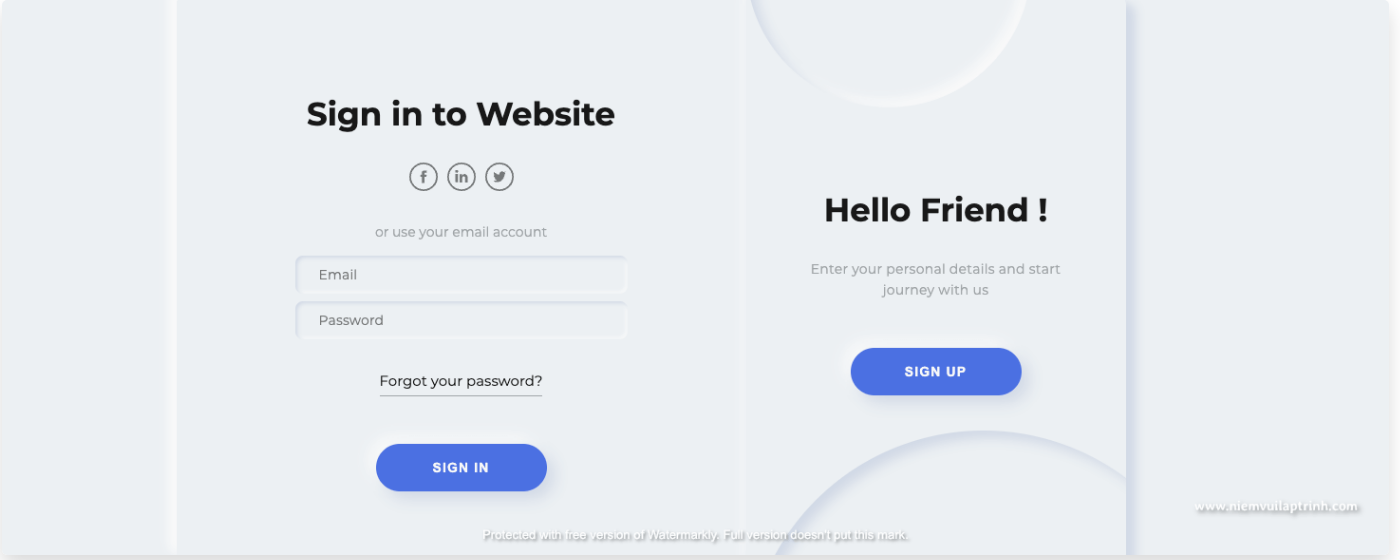 Sign in to Website
f in
or use your email account
Email
Password
Forgot your password?
SIGN IN
Hello Friend !
Enter your personal details and start
journey with us
SIGN UP
www.niemvuilaptrinh.com
Protected with free version of Watermarkly. Full version doesn't put this mark.